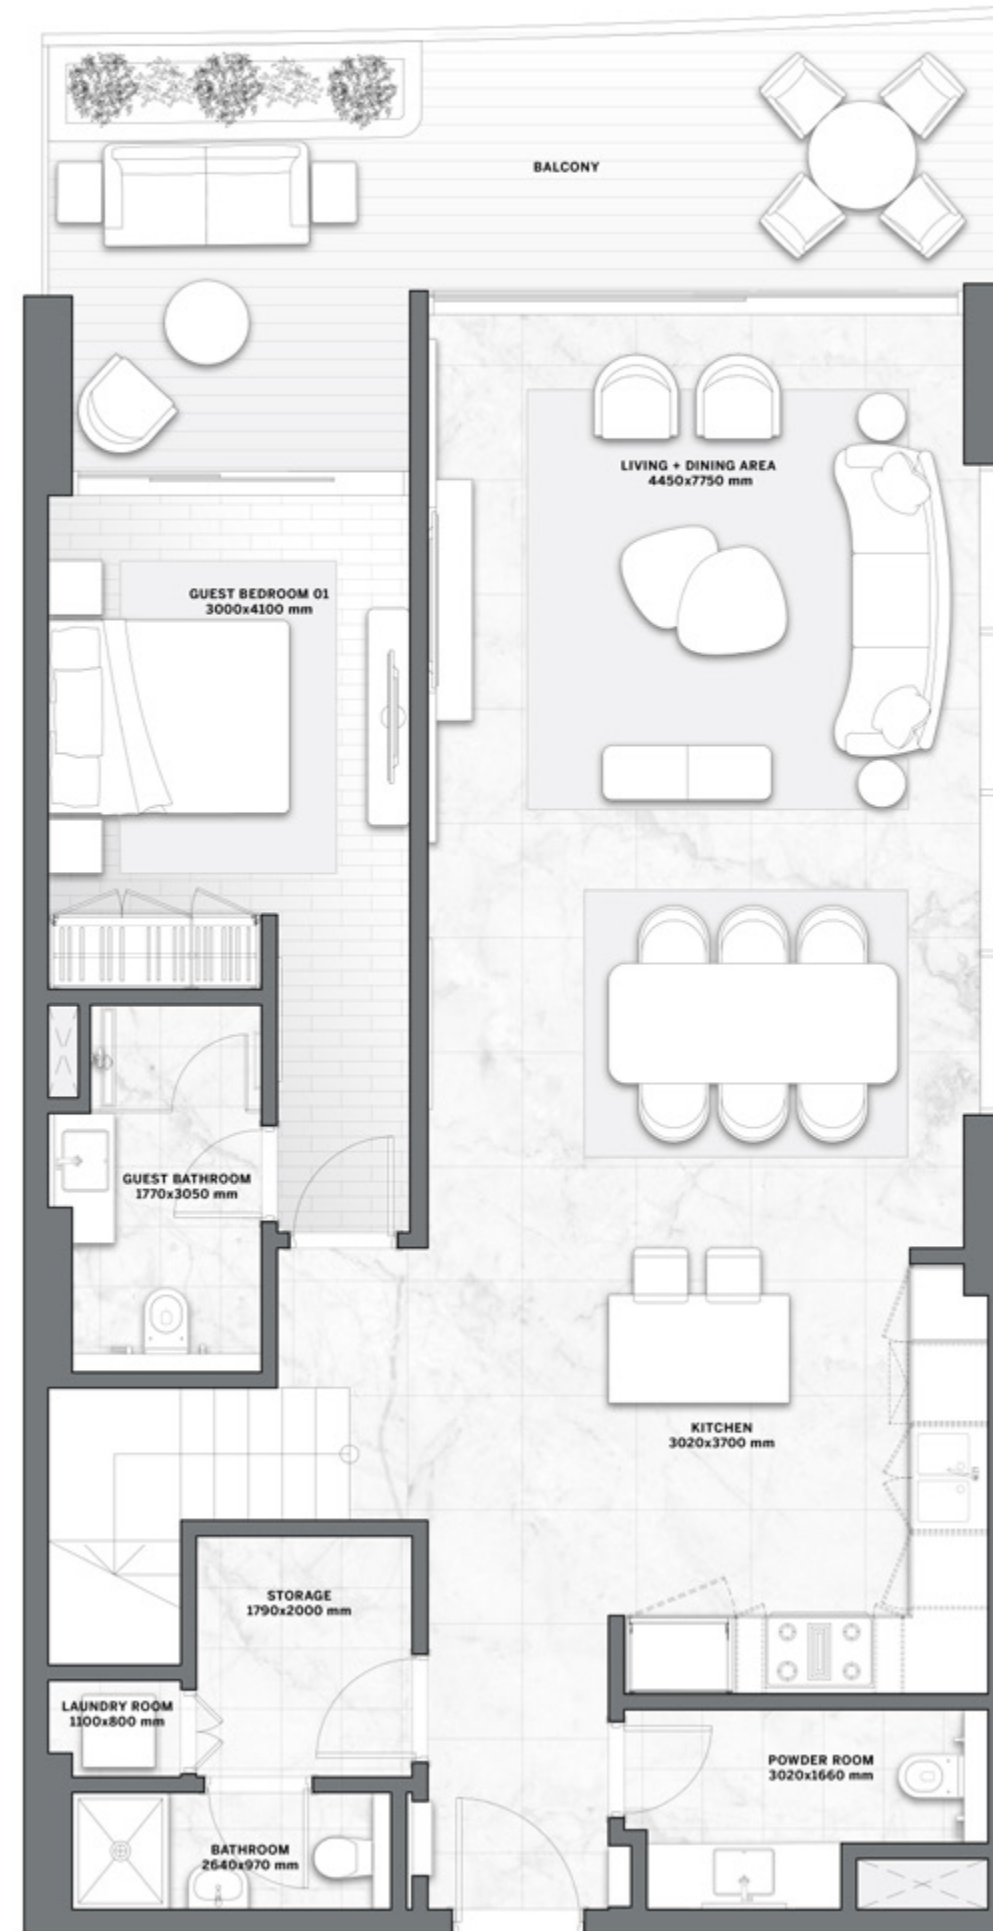 BALCONY
LIVING + DINING AREA
4450x7750 mm
GUEST BEDROOM 01
3000x4100 mm
GUEST BATHROOM
1770x3050 mm
KITCHEN
3020x3700 mm
STORAGE
1790x2000 mm
LAUNDRY ROOM
1100x800 mm
POWDER ROOM
3020x1660 mm
BATHROOM
2640x970 mm